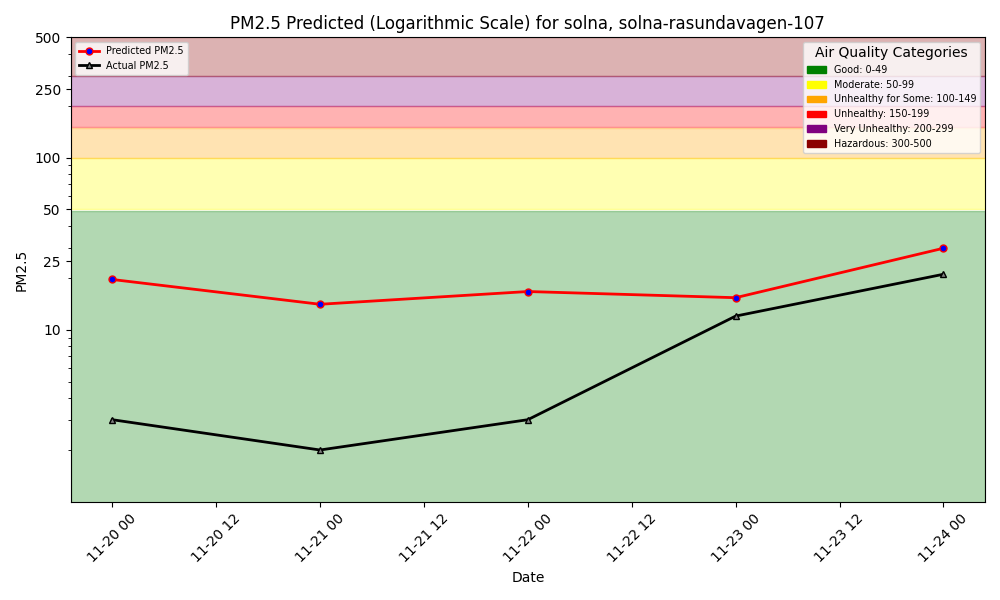 PM2.5 Predicted (Logarithmic Scale) for solna, solna-rasundavagen-107
Predicted PM2.5
Actual PM2.5
Air Quality Categories
Good: 0-49
Moderate: 50-99
Unhealthy for Some: 100-149
Unhealthy: 150-199
Very Unhealthy: 200-299
Hazardous: 300-500
PM2.5
500
250
100
50
25
10
11-20 00
11-20 12
11-21 00
11-21 12
11-22 00
11-22 12
11-23 00
11-23 12
11-24 00
Date